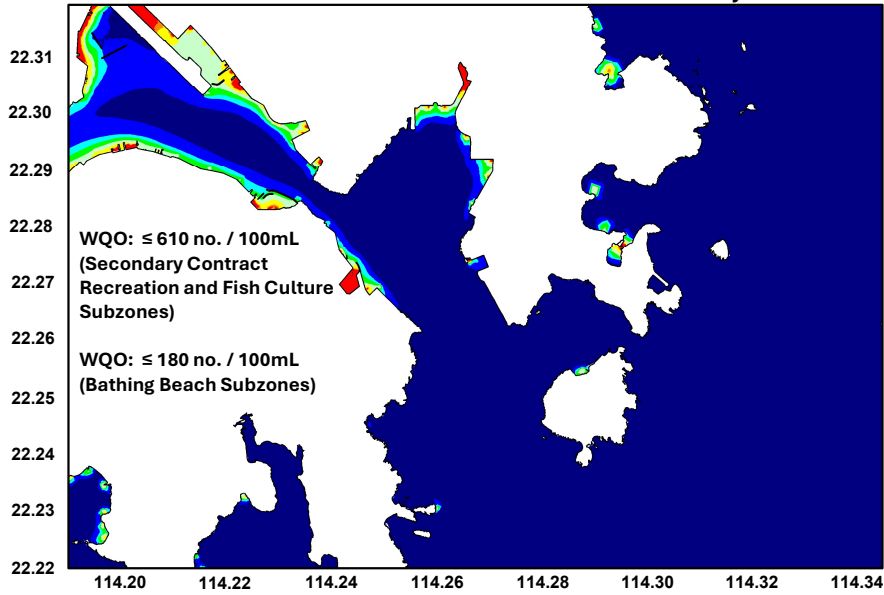 22.31
22.30
22.29
22.28
WQO: ≤ 610 no. / 100mL
(Secondary Contract
22.27
Recreation and Fish Culture
Subzones)
22.26
WQO: ≤ 180 no. / 100mL
(Bathing Beach Subzones)
22.25
22.24
22.23
22.22
114.20 114.22 114.24 114.26 114.28 114.30 114.32 114.34